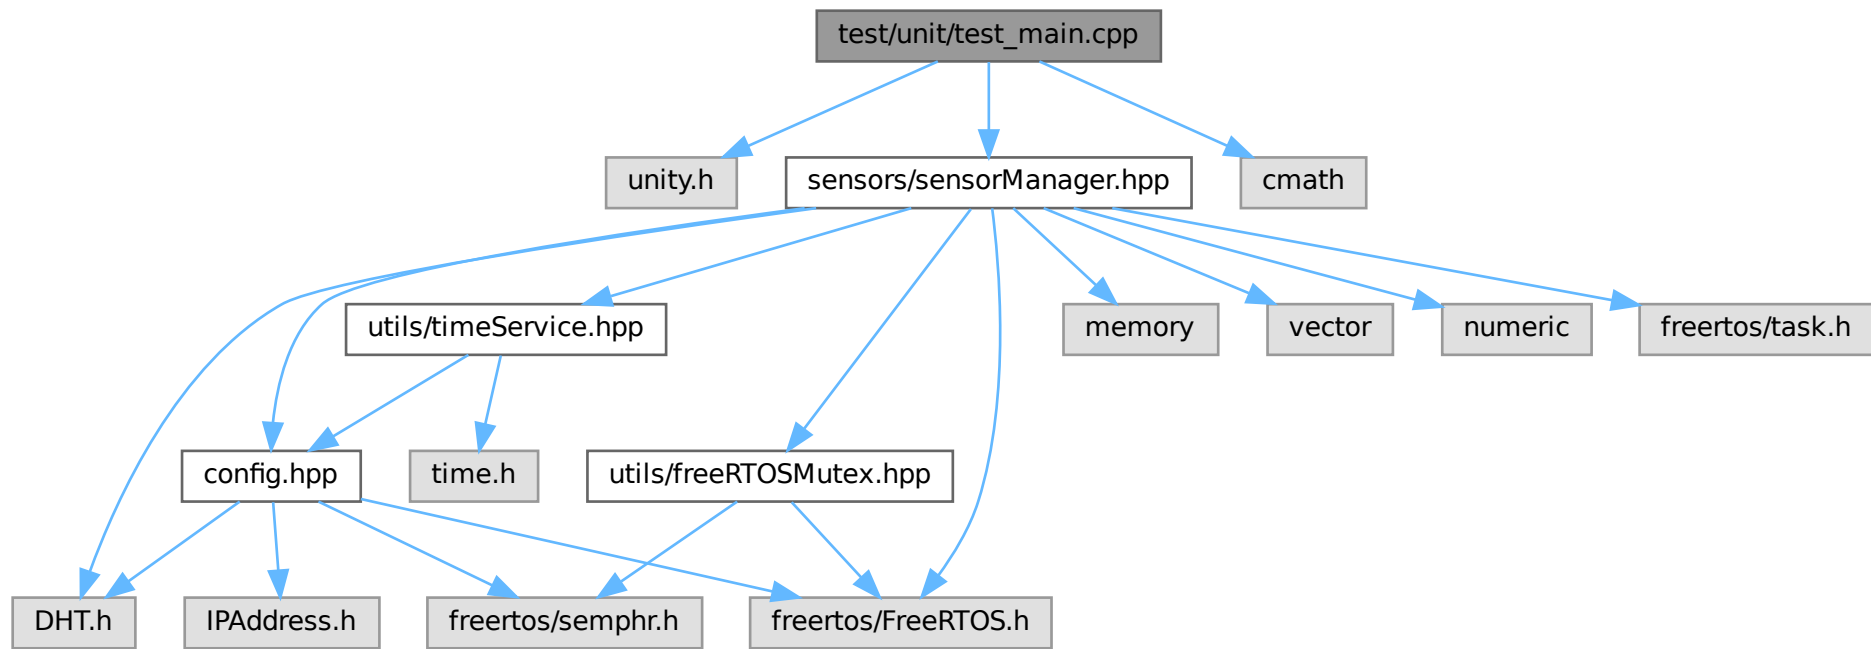 test/unit/test_main.cpp
unity.h
sensors/sensorManager.hpp
cmath
utils/timeService.hpp
memory
vector
numeric
freertos/task.h
config.hpp
time.h
utils/freeRTOSMutex.hpp
DHT.h
IPAddress.h
freertos/semphr.h
freertos/FreeRTOS.h